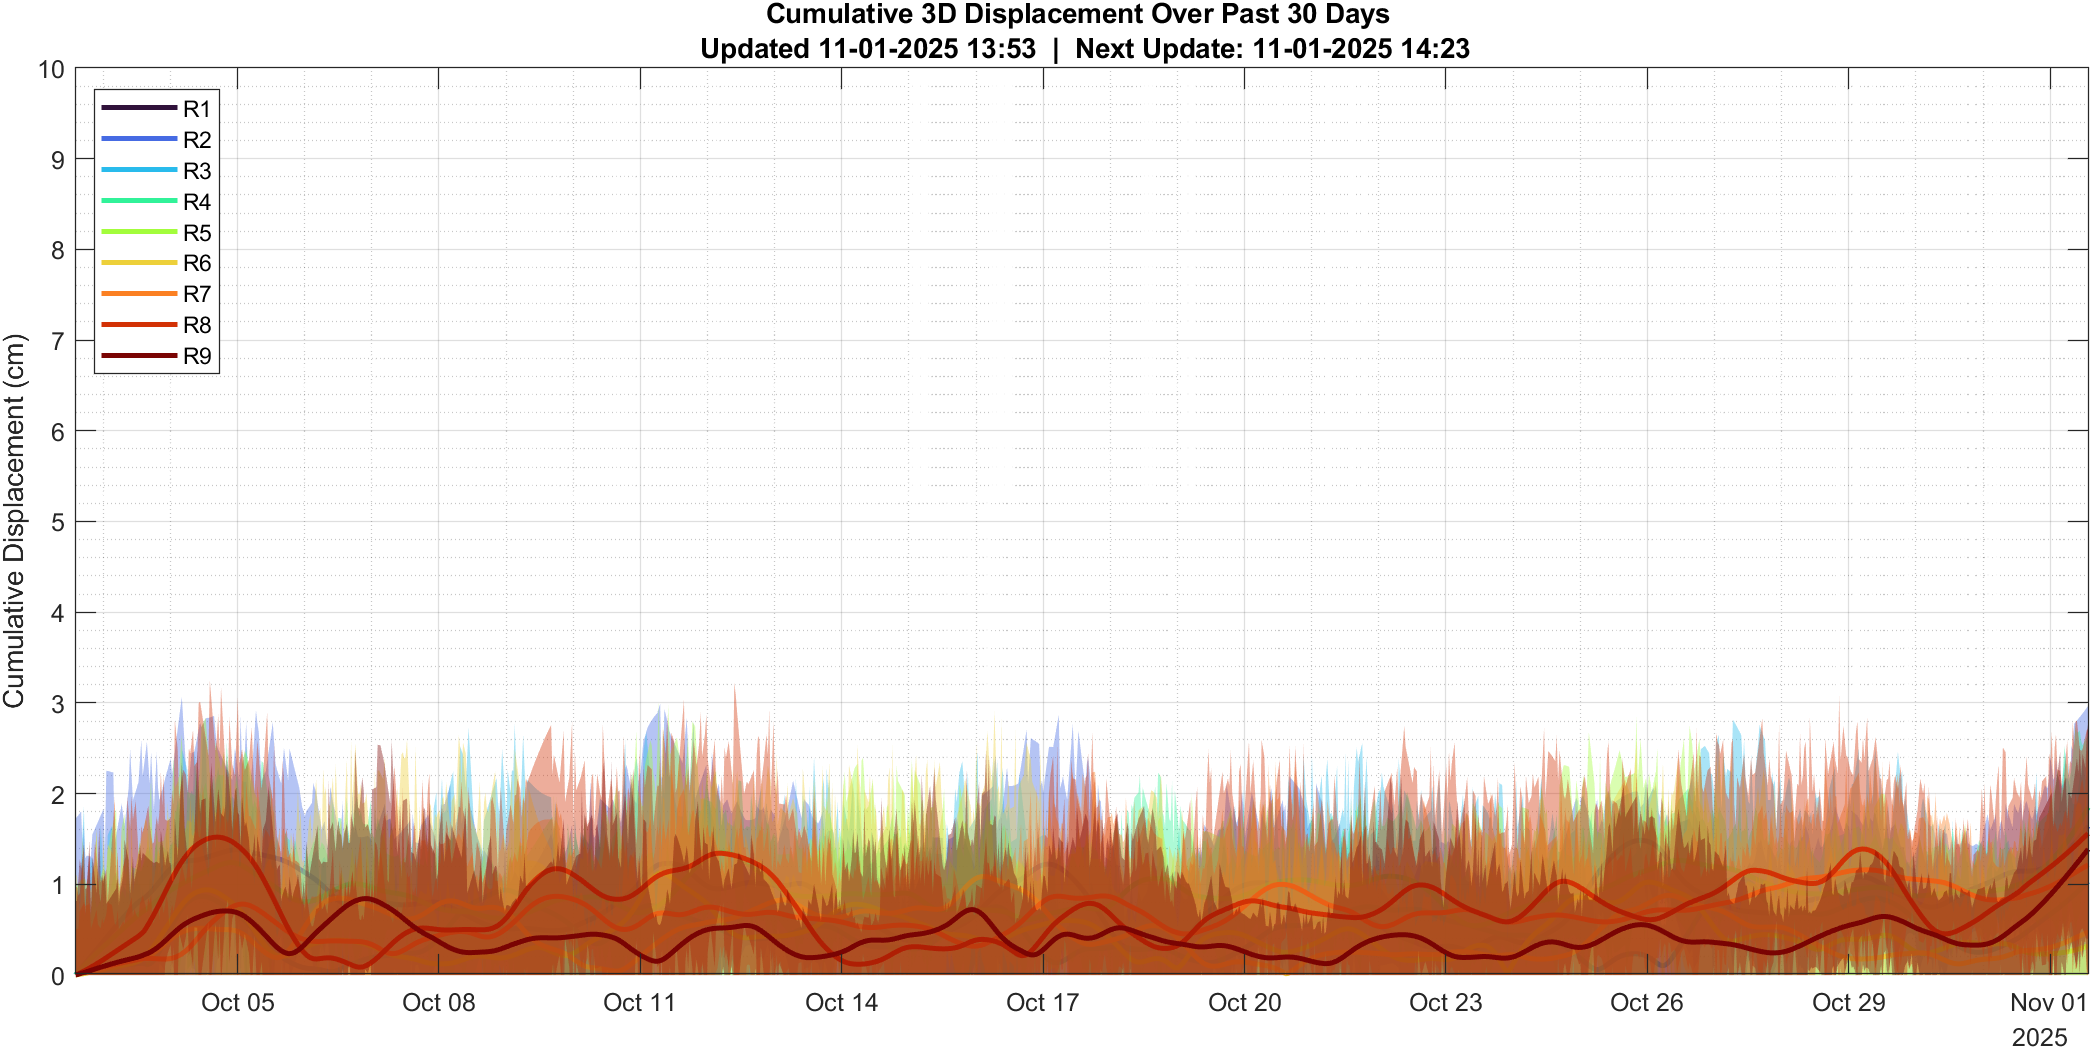 Cumulative 3D Displacement Over Past 30 Days
Updated 11-01-2025 13:53 | Next Update: 11-01-2025 14:23
10
9
8
7
6
5
4
3
2
1
0
Cumulative Displacement (cm)
R1
R2
R3
R4
R5
R6
R7
R8
R9
Oct 05
Oct 08
Oct 11
Oct 14
Oct 17
Oct 20
Oct 23
Oct 26
Oct 29
Nov 01
2025